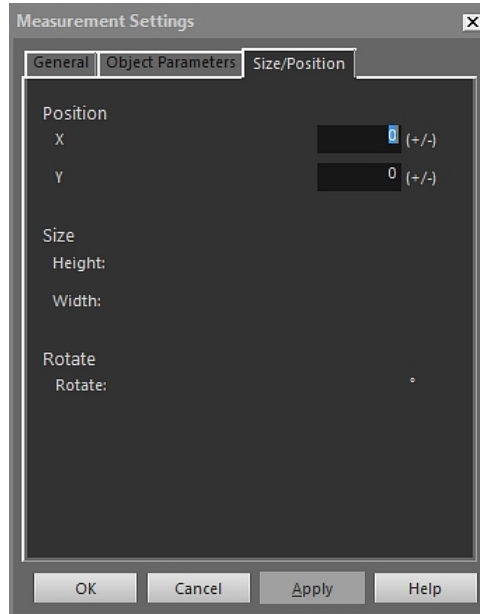 Measurement Settings
General Object Parameters Size/Position
Position
X 0 (+/-)
Y 0 (+/-)
Size
Height:
Width:
Rotate
Rotate: °
OK Cancel Apply Help